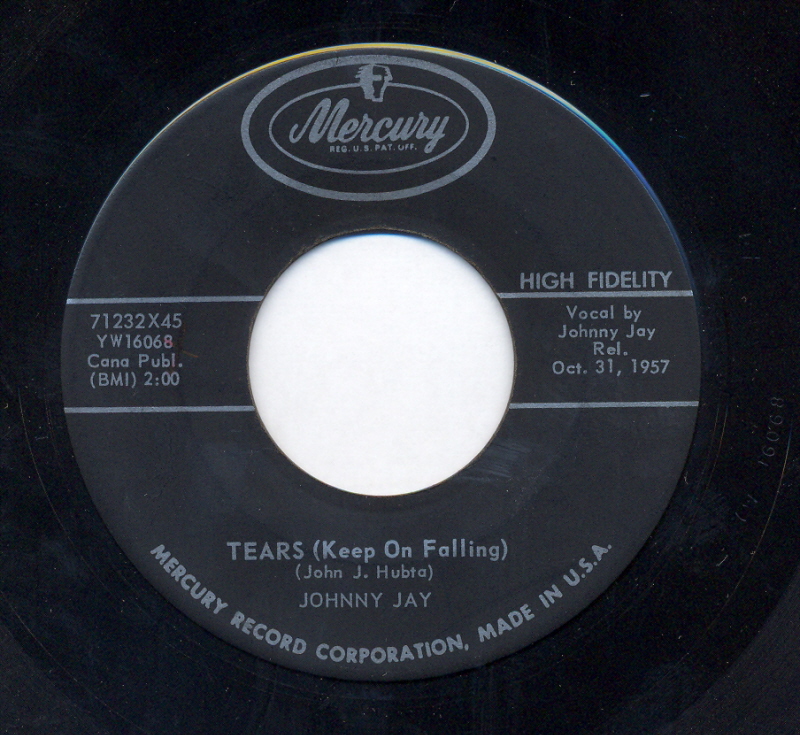 Mercury
REG. U.S. PAT. OFF.
HIGH FIDELITY
71232X45
YW16068
Cana Publ.
(BMI) 2:00
Vocal by
Johnny Jay
Rel.
Oct. 31, 1957
TEARS (Keep On Falling)
(John J. Hubta)
JOHNNY JAY
MERCURY RECORD CORPORATION, MADE IN U.S.A.
16068